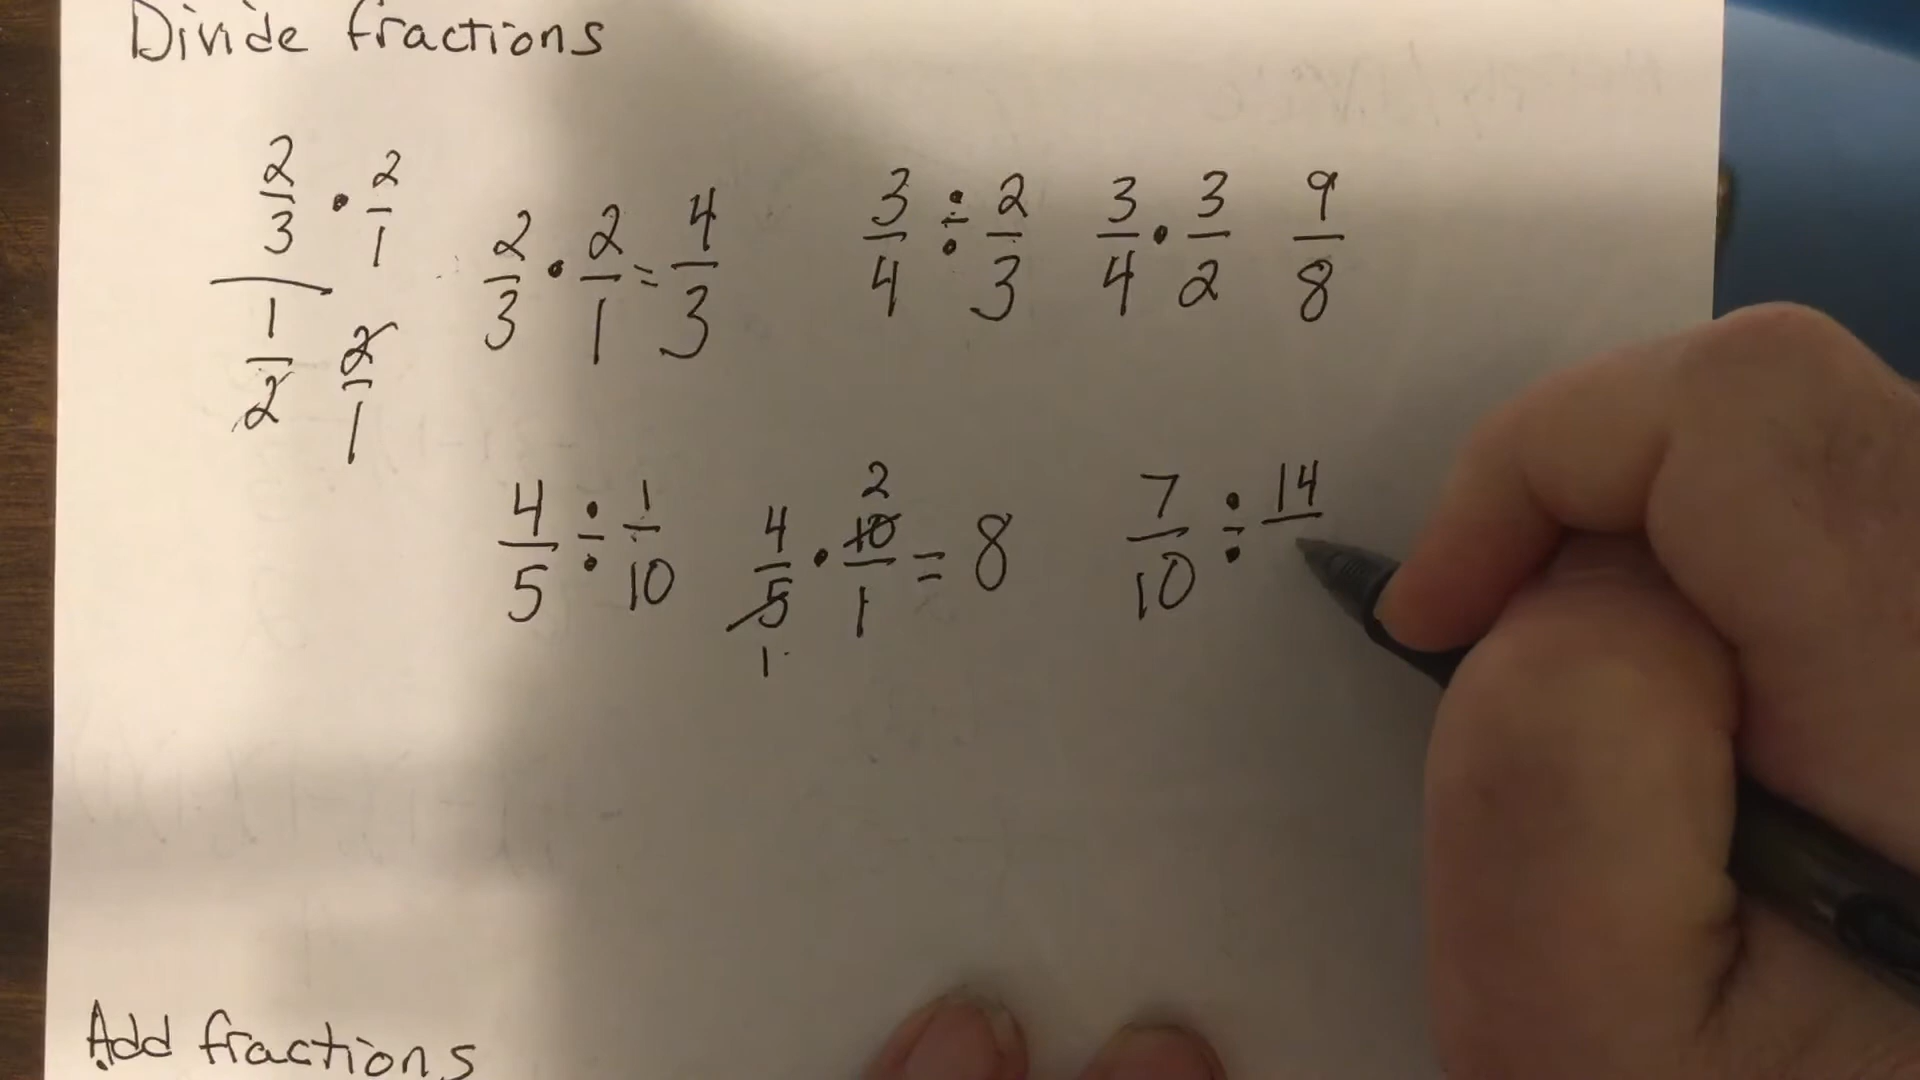 Divide fractions
2/3 · 2/1
1/2 2/1
2/3 · 2/1 = 4/3
3/4 ÷ 2/3 3/4 · 3/2 9/8
4/5 ÷ 1/10 4/5 · 10/1 = 8
2
1
7/10 ÷ 14/
Add fractions